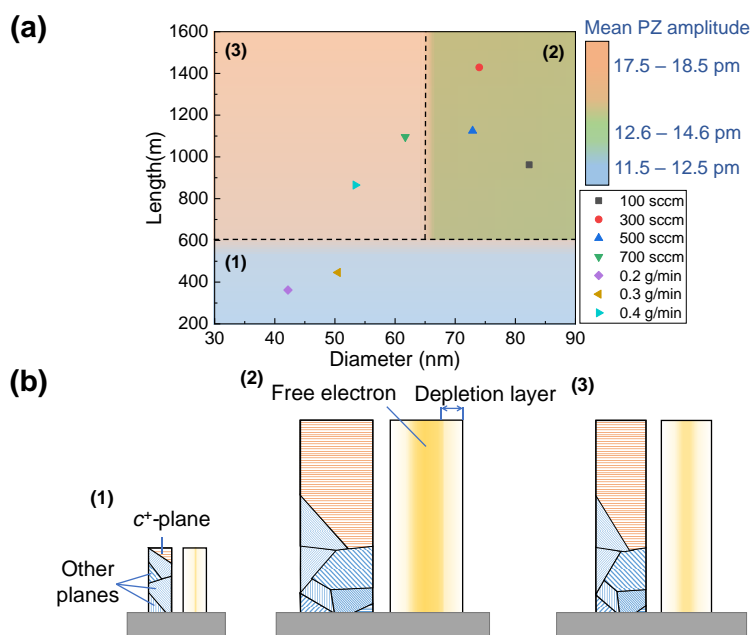 (a)
Mean PZ amplitude
17.5 – 18.5 pm
12.6 – 14.6 pm
11.5 – 12.5 pm
1600
1400
1200
1000
800
600
400
200
Length(m)
(3)
(2)
(1)
30 40 50 60 70 80 90
Diameter (nm)
100 sccm
300 sccm
500 sccm
700 sccm
0.2 g/min
0.3 g/min
0.4 g/min
(b)
(2)
Free electron
Depletion layer
(3)
(1)
c⁺-plane
Other
planes